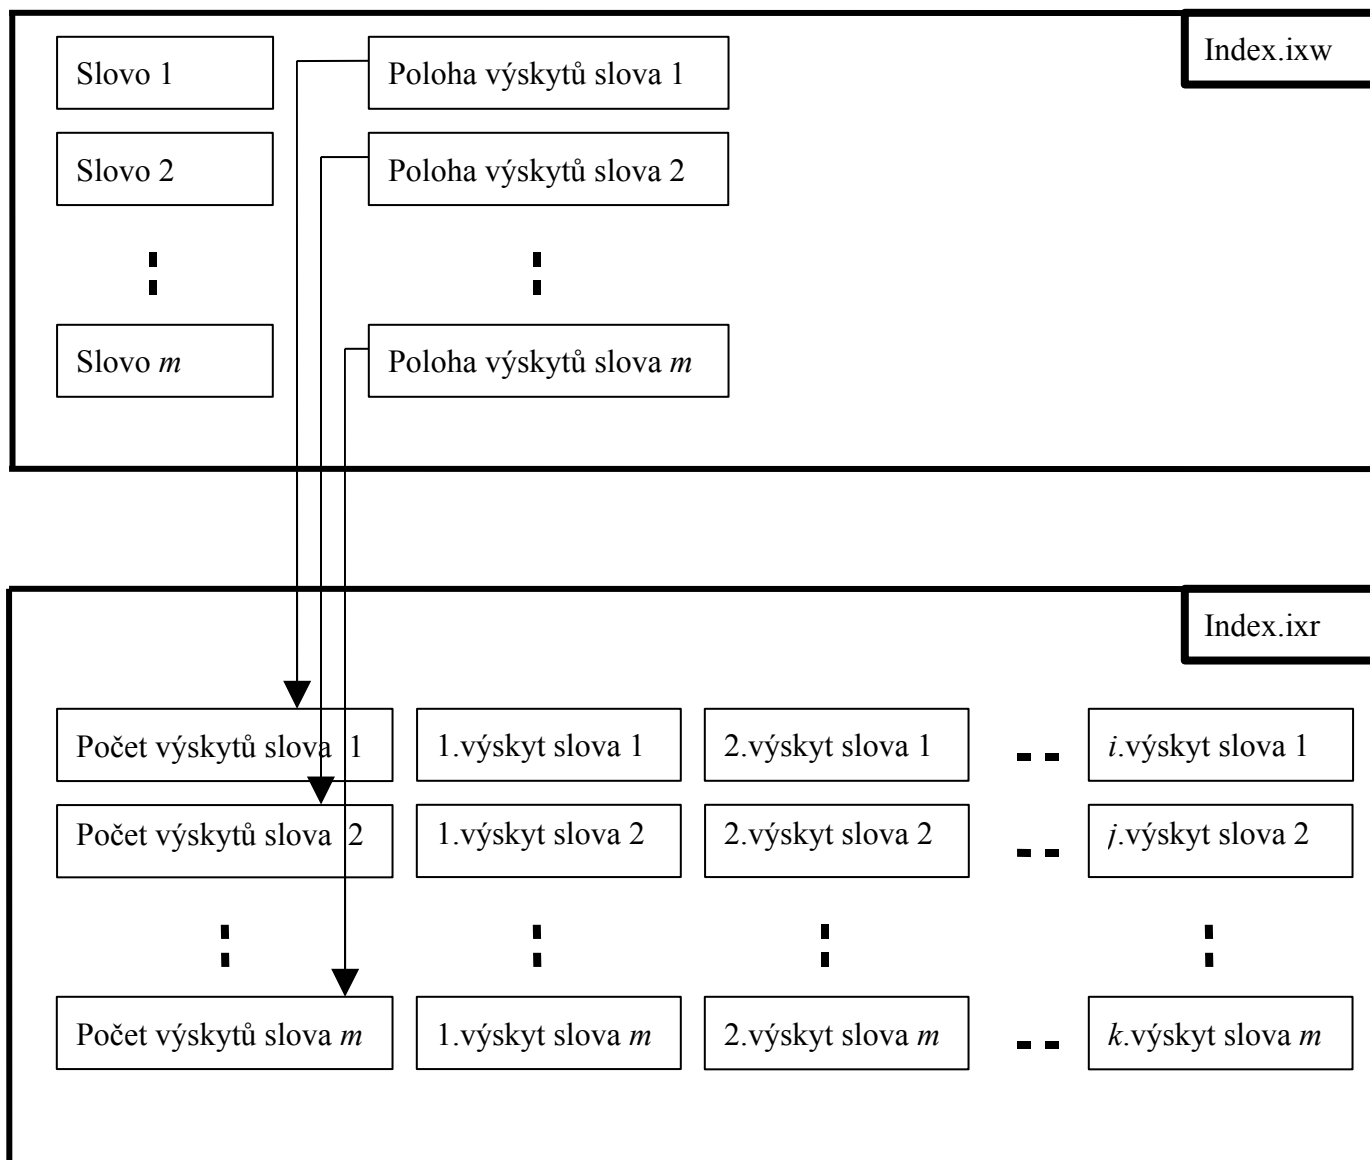 Index.ixw
Slovo 1 Poloha výskytů slova 1
Slovo 2 Poloha výskytů slova 2
Slovo m Poloha výskytů slova m
Index.ixr
Počet výskytů slova 1 1.výskyt slova 1 2.výskyt slova 1 i.výskyt slova 1
Počet výskytů slova 2 1.výskyt slova 2 2.výskyt slova 2 j.výskyt slova 2
Počet výskytů slova m 1.výskyt slova m 2.výskyt slova m k.výskyt slova m